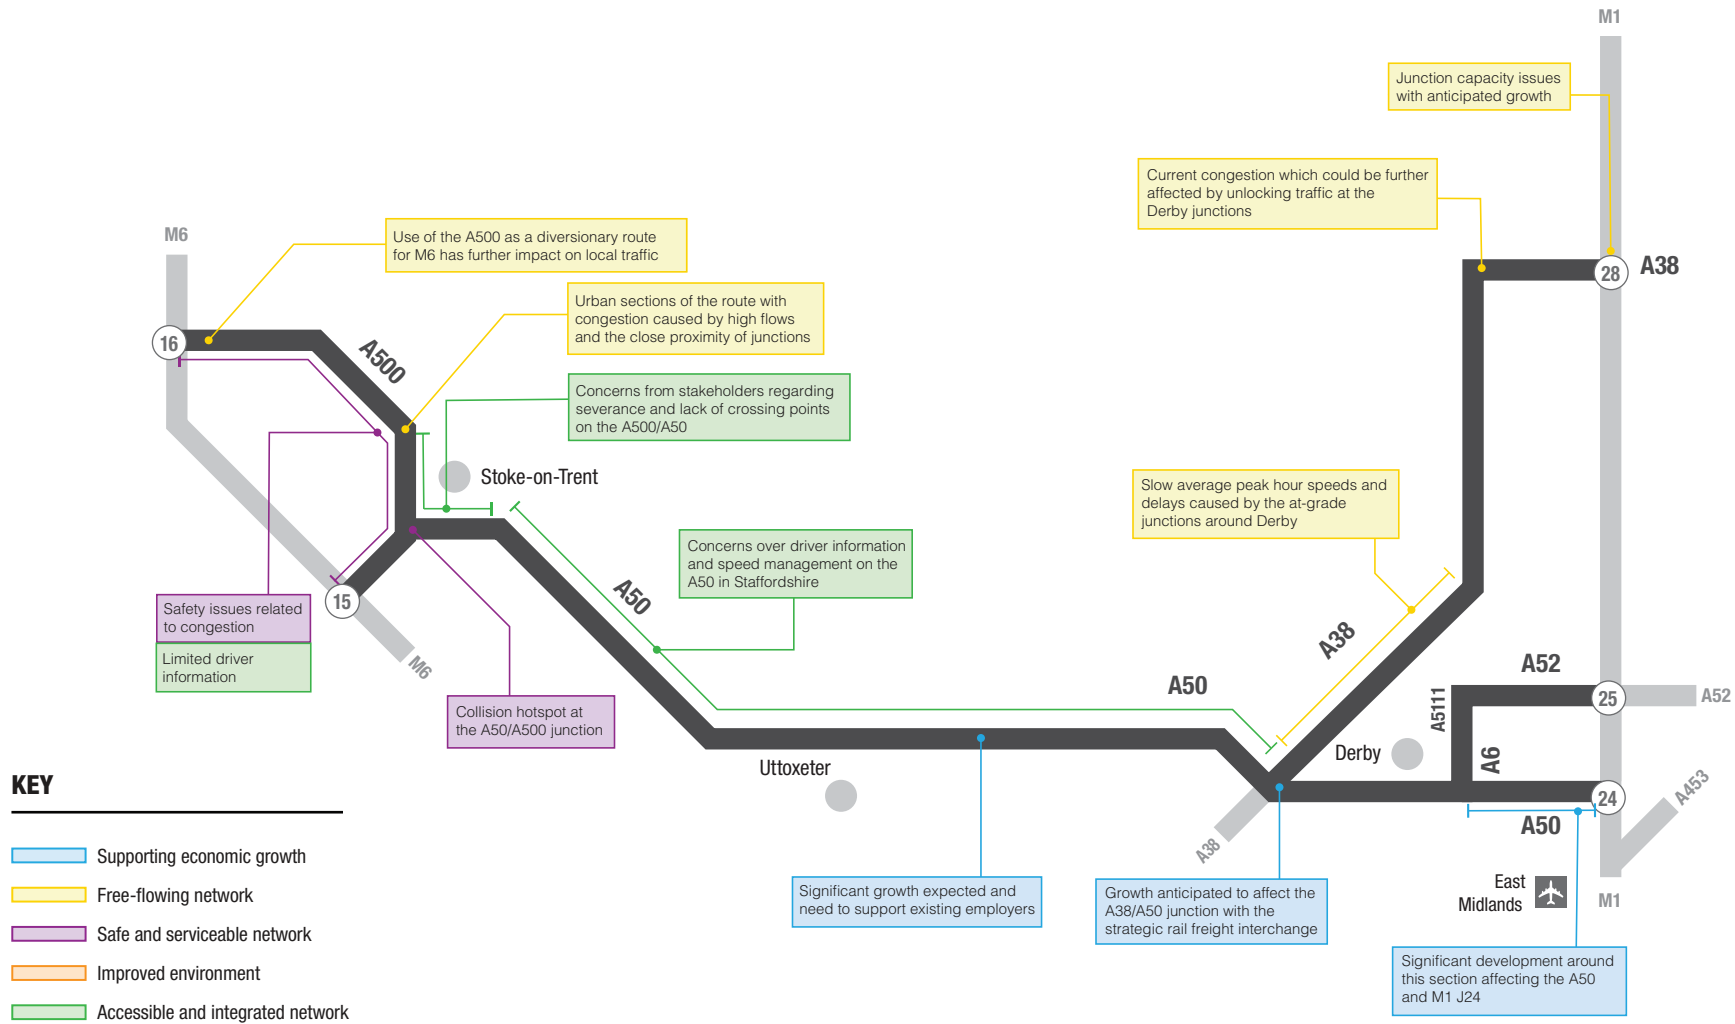 M1
Junction capacity issues
with anticipated growth
Current congestion which could be further
affected by unlocking traffic at the
Derby junctions
M6
Use of the A500 as a diversionary route
for M6 has further impact on local traffic
28
A38
Urban sections of the route with
congestion caused by high flows
and the close proximity of junctions
16
A500
Concerns from stakeholders regarding
severance and lack of crossing points
on the A500/A50
Stoke-on-Trent
Slow average peak hour speeds and
delays caused by the at-grade
junctions around Derby
Concerns over driver information
and speed management on the
A50 in Staffordshire
A50
15
Safety issues related
to congestion
Limited driver
information
M6
A38
A52
A50
25
A52
A5111
Collision hotspot at
the A50/A500 junction
Uttoxeter
Derby
A6
24
A453
A50
A38
KEY
Supporting economic growth
Free-flowing network
Safe and serviceable network
Improved environment
Accessible and integrated network
Significant growth expected and
need to support existing employers
Growth anticipated to affect the
A38/A50 junction with the
strategic rail freight interchange
East
Midlands
M1
Significant development around
this section affecting the A50
and M1 J24